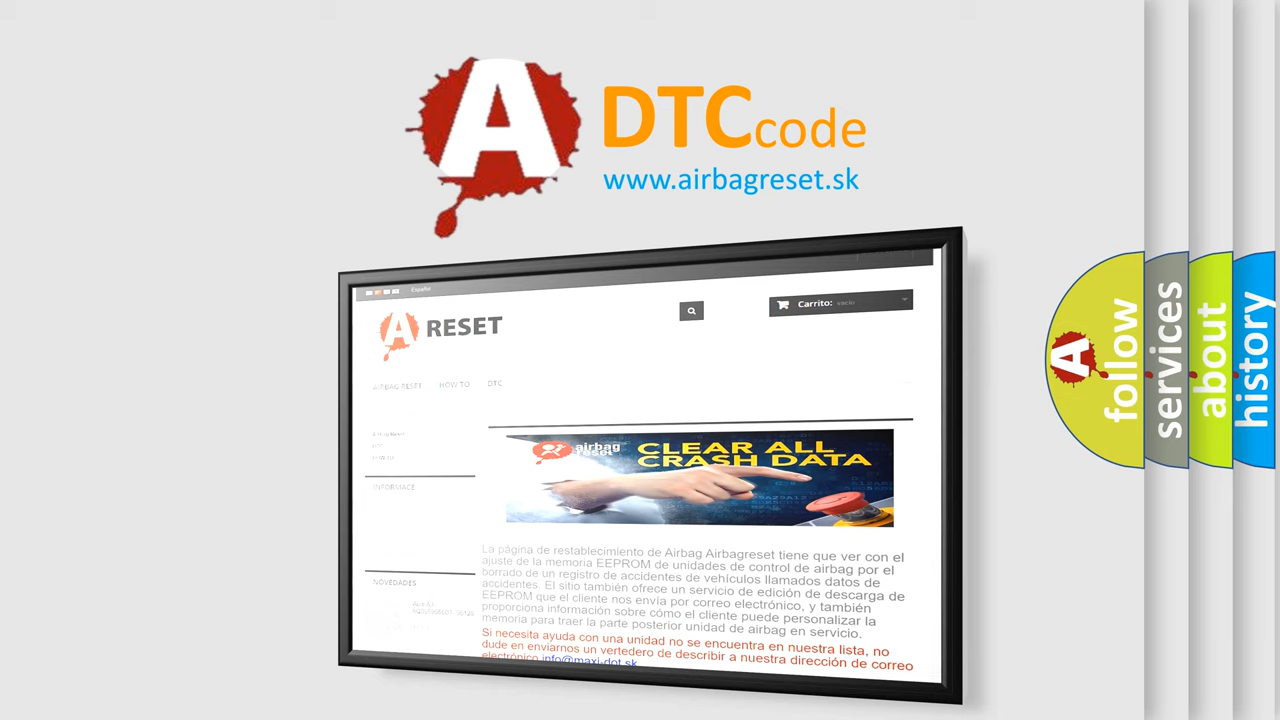 A DTCcode
www.airbagreset.sk
Español
A RESET
Carrito: vacío
AIRBAG RESET HOW TO DTC
HOW TO
INFORMACE
airbag
reset
CLEAR ALL
CRASH DATA
NOVEDADES
La página de restablecimiento de Airbag Airbagreset tiene que ver con el
ajuste de la memoria EEPROM de unidades de control de airbag por el
borrado de un registro de accidentes de vehículos llamados datos de
accidentes. El sitio también ofrece un servicio de edición de descarga de
EEPROM que el cliente nos envía por correo electrónico, y también
proporciona información sobre cómo el cliente puede personalizar la
memoria para traer la parte posterior unidad de airbag en servicio.
Si necesita ayuda con una unidad no se encuentra en nuestra lista, no
dude en enviarnos un vertedero de describir a nuestra dirección de correo
electrónico info@maxi-dot.sk
A follow
services
about
history